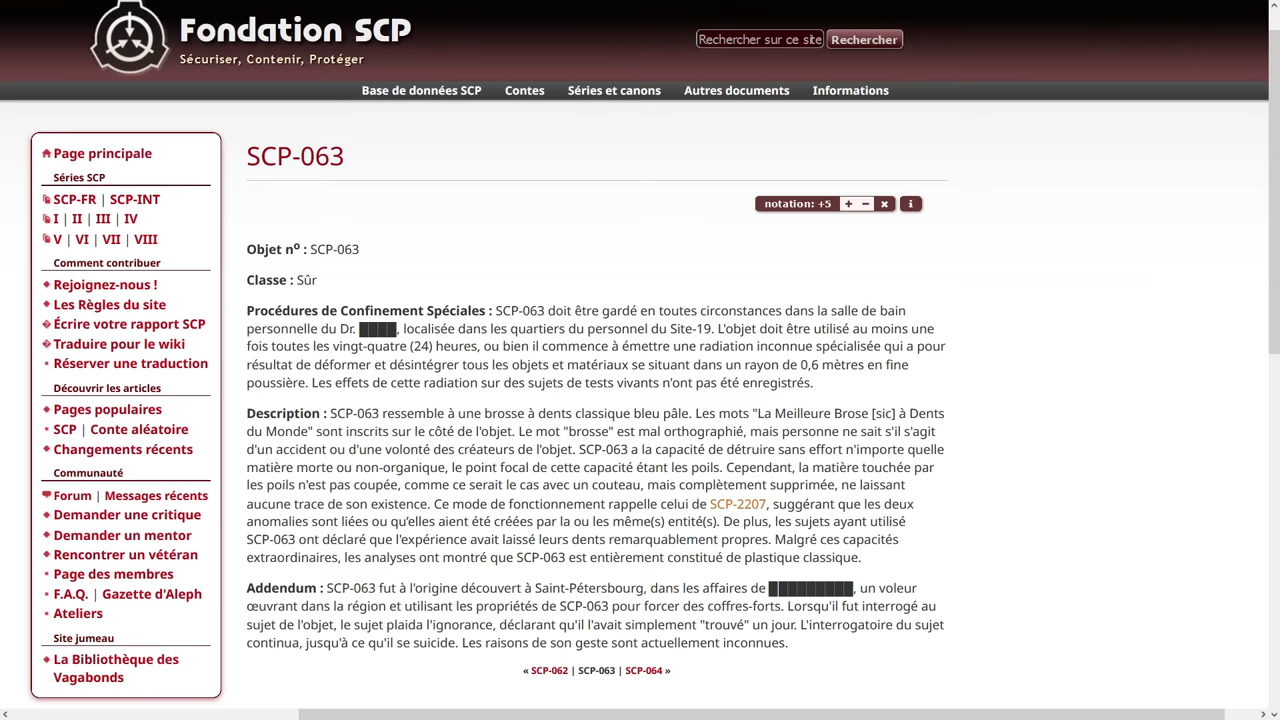 Fondation SCP
Sécuriser, Contenir, Protéger
Rechercher sur ce site
Rechercher
Base de données SCP Contes Séries et canons Autres documents Informations
Page principale
Séries SCP
SCP-FR | SCP-INT
I | II | III | IV
V | VI | VII | VIII
Comment contribuer
Rejoignez-nous !
Les Règles du site
Écrire votre rapport SCP
Traduire pour le wiki
Réserver une traduction
Découvrir les articles
Pages populaires
SCP | Conte aléatoire
Changements récents
Communauté
Forum | Messages récents
Demander une critique
Demander un mentor
Rencontrer un vétéran
Page des membres
F.A.Q. | Gazette d'Aleph
Ateliers
Site jumeau
La Bibliothèque des
Vagabonds
SCP-063
notation: +5 + − × i
Objet nº : SCP-063
Classe : Sûr
Procédures de Confinement Spéciales : SCP-063 doit être gardé en toutes circonstances dans la salle de bain
personnelle du Dr. ████, localisée dans les quartiers du personnel du Site-19. L'objet doit être utilisé au moins une
fois toutes les vingt-quatre (24) heures, ou bien il commence à émettre une radiation inconnue spécialisée qui a pour
résultat de déformer et désintégrer tous les objets et matériaux se situant dans un rayon de 0,6 mètres en fine
poussière. Les effets de cette radiation sur des sujets de tests vivants n'ont pas été enregistrés.
Description : SCP-063 ressemble à une brosse à dents classique bleu pâle. Les mots "La Meilleure Brose [sic] à Dents
du Monde" sont inscrits sur le côté de l'objet. Le mot "brosse" est mal orthographié, mais personne ne sait s'il s'agit
d'un accident ou d'une volonté des créateurs de l'objet. SCP-063 a la capacité de détruire sans effort n'importe quelle
matière morte ou non-organique, le point focal de cette capacité étant les poils. Cependant, la matière touchée par
les poils n'est pas coupée, comme ce serait le cas avec un couteau, mais complètement supprimée, ne laissant
aucune trace de son existence. Ce mode de fonctionnement rappelle celui de SCP-2207, suggérant que les deux
anomalies sont liées ou qu'elles aient été créées par la ou les même(s) entité(s). De plus, les sujets ayant utilisé
SCP-063 ont déclaré que l'expérience avait laissé leurs dents remarquablement propres. Malgré ces capacités
extraordinaires, les analyses ont montré que SCP-063 est entièrement constitué de plastique classique.
Addendum : SCP-063 fut à l'origine découvert à Saint-Pétersbourg, dans les affaires de █████████, un voleur
œuvrant dans la région et utilisant les propriétés de SCP-063 pour forcer des coffres-forts. Lorsqu'il fut interrogé au
sujet de l'objet, le sujet plaida l'ignorance, déclarant qu'il l'avait simplement "trouvé" un jour. L'interrogatoire du sujet
continua, jusqu'à ce qu'il se suicide. Les raisons de son geste sont actuellement inconnues.
« SCP-062 | SCP-063 | SCP-064 »